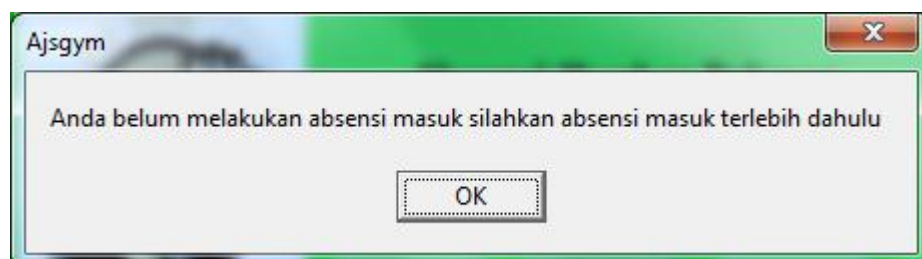 Ajsgym
Anda belum melakukan absensi masuk silahkan absensi masuk terlebih dahulu
OK